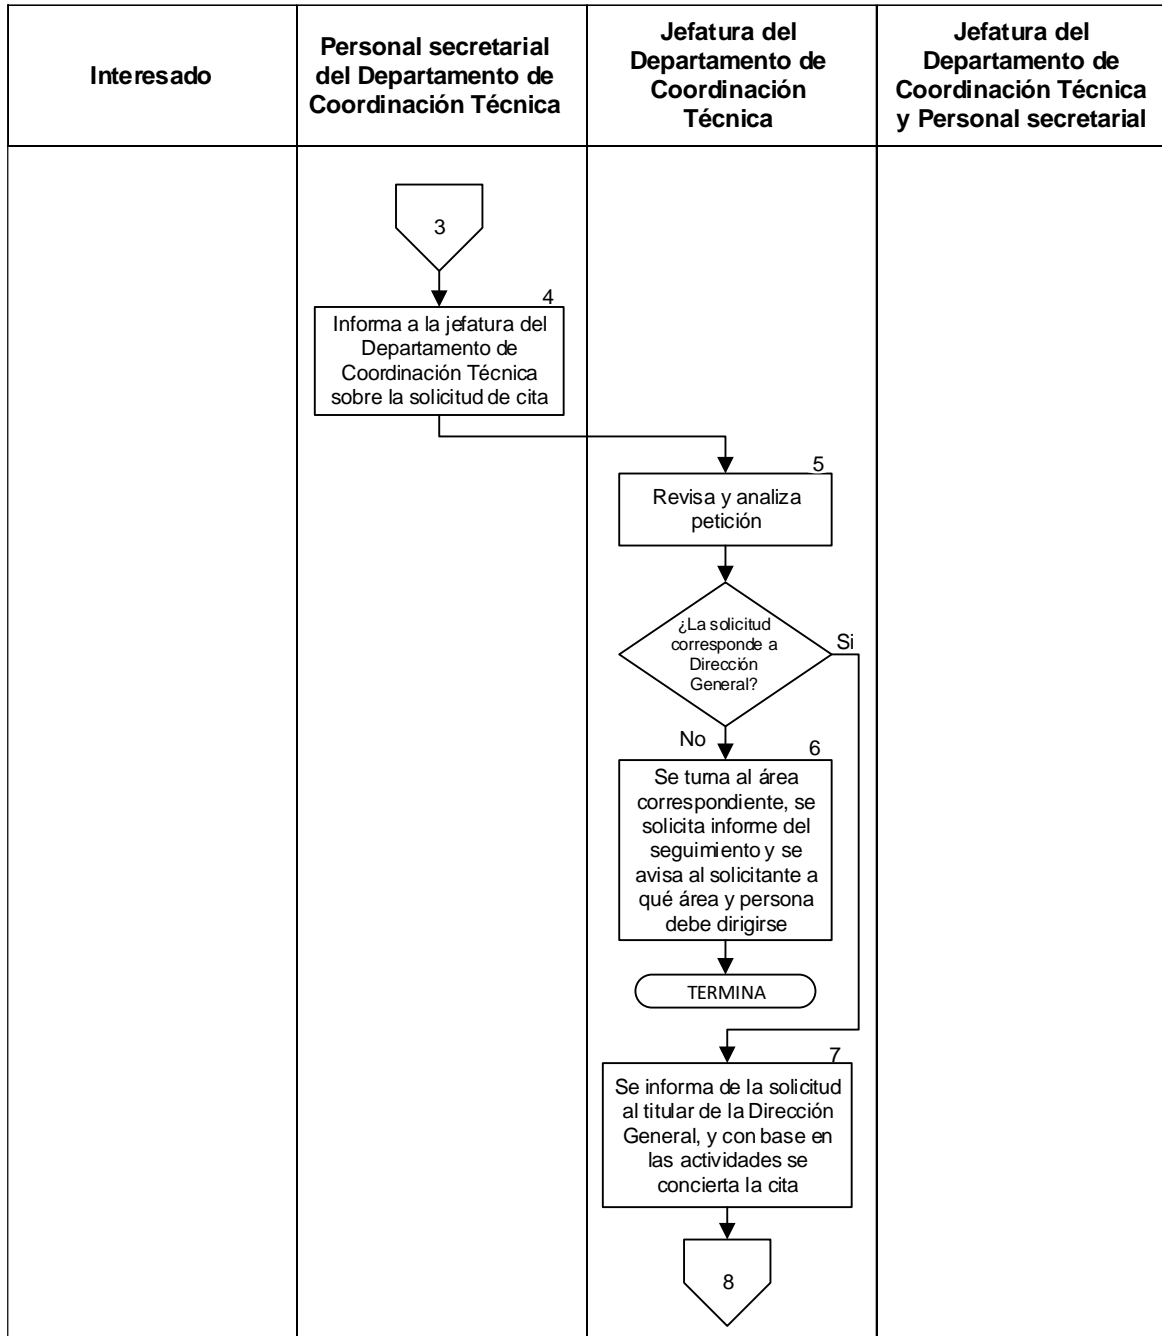 Interesado
Personal secretarial
del Departamento de
Coordinación Técnica
Jefatura del
Departamento de
Coordinación
Técnica
Jefatura del
Departamento de
Coordinación Técnica
y Personal secretarial
3
4
Informa a la jefatura del
Departamento de
Coordinación Técnica
sobre la solicitud de cita
5
Revisa y analiza
petición
¿La solicitud
corresponde a
Dirección
General?
Si
No
6
Se turna al área
correspondiente, se
solicita informe del
seguimiento y se
avisa al solicitante a
qué área y persona
debe dirigirse
TERMINA
7
Se informa de la solicitud
al titular de la Dirección
General, y con base en
las actividades se
concierta la cita
8